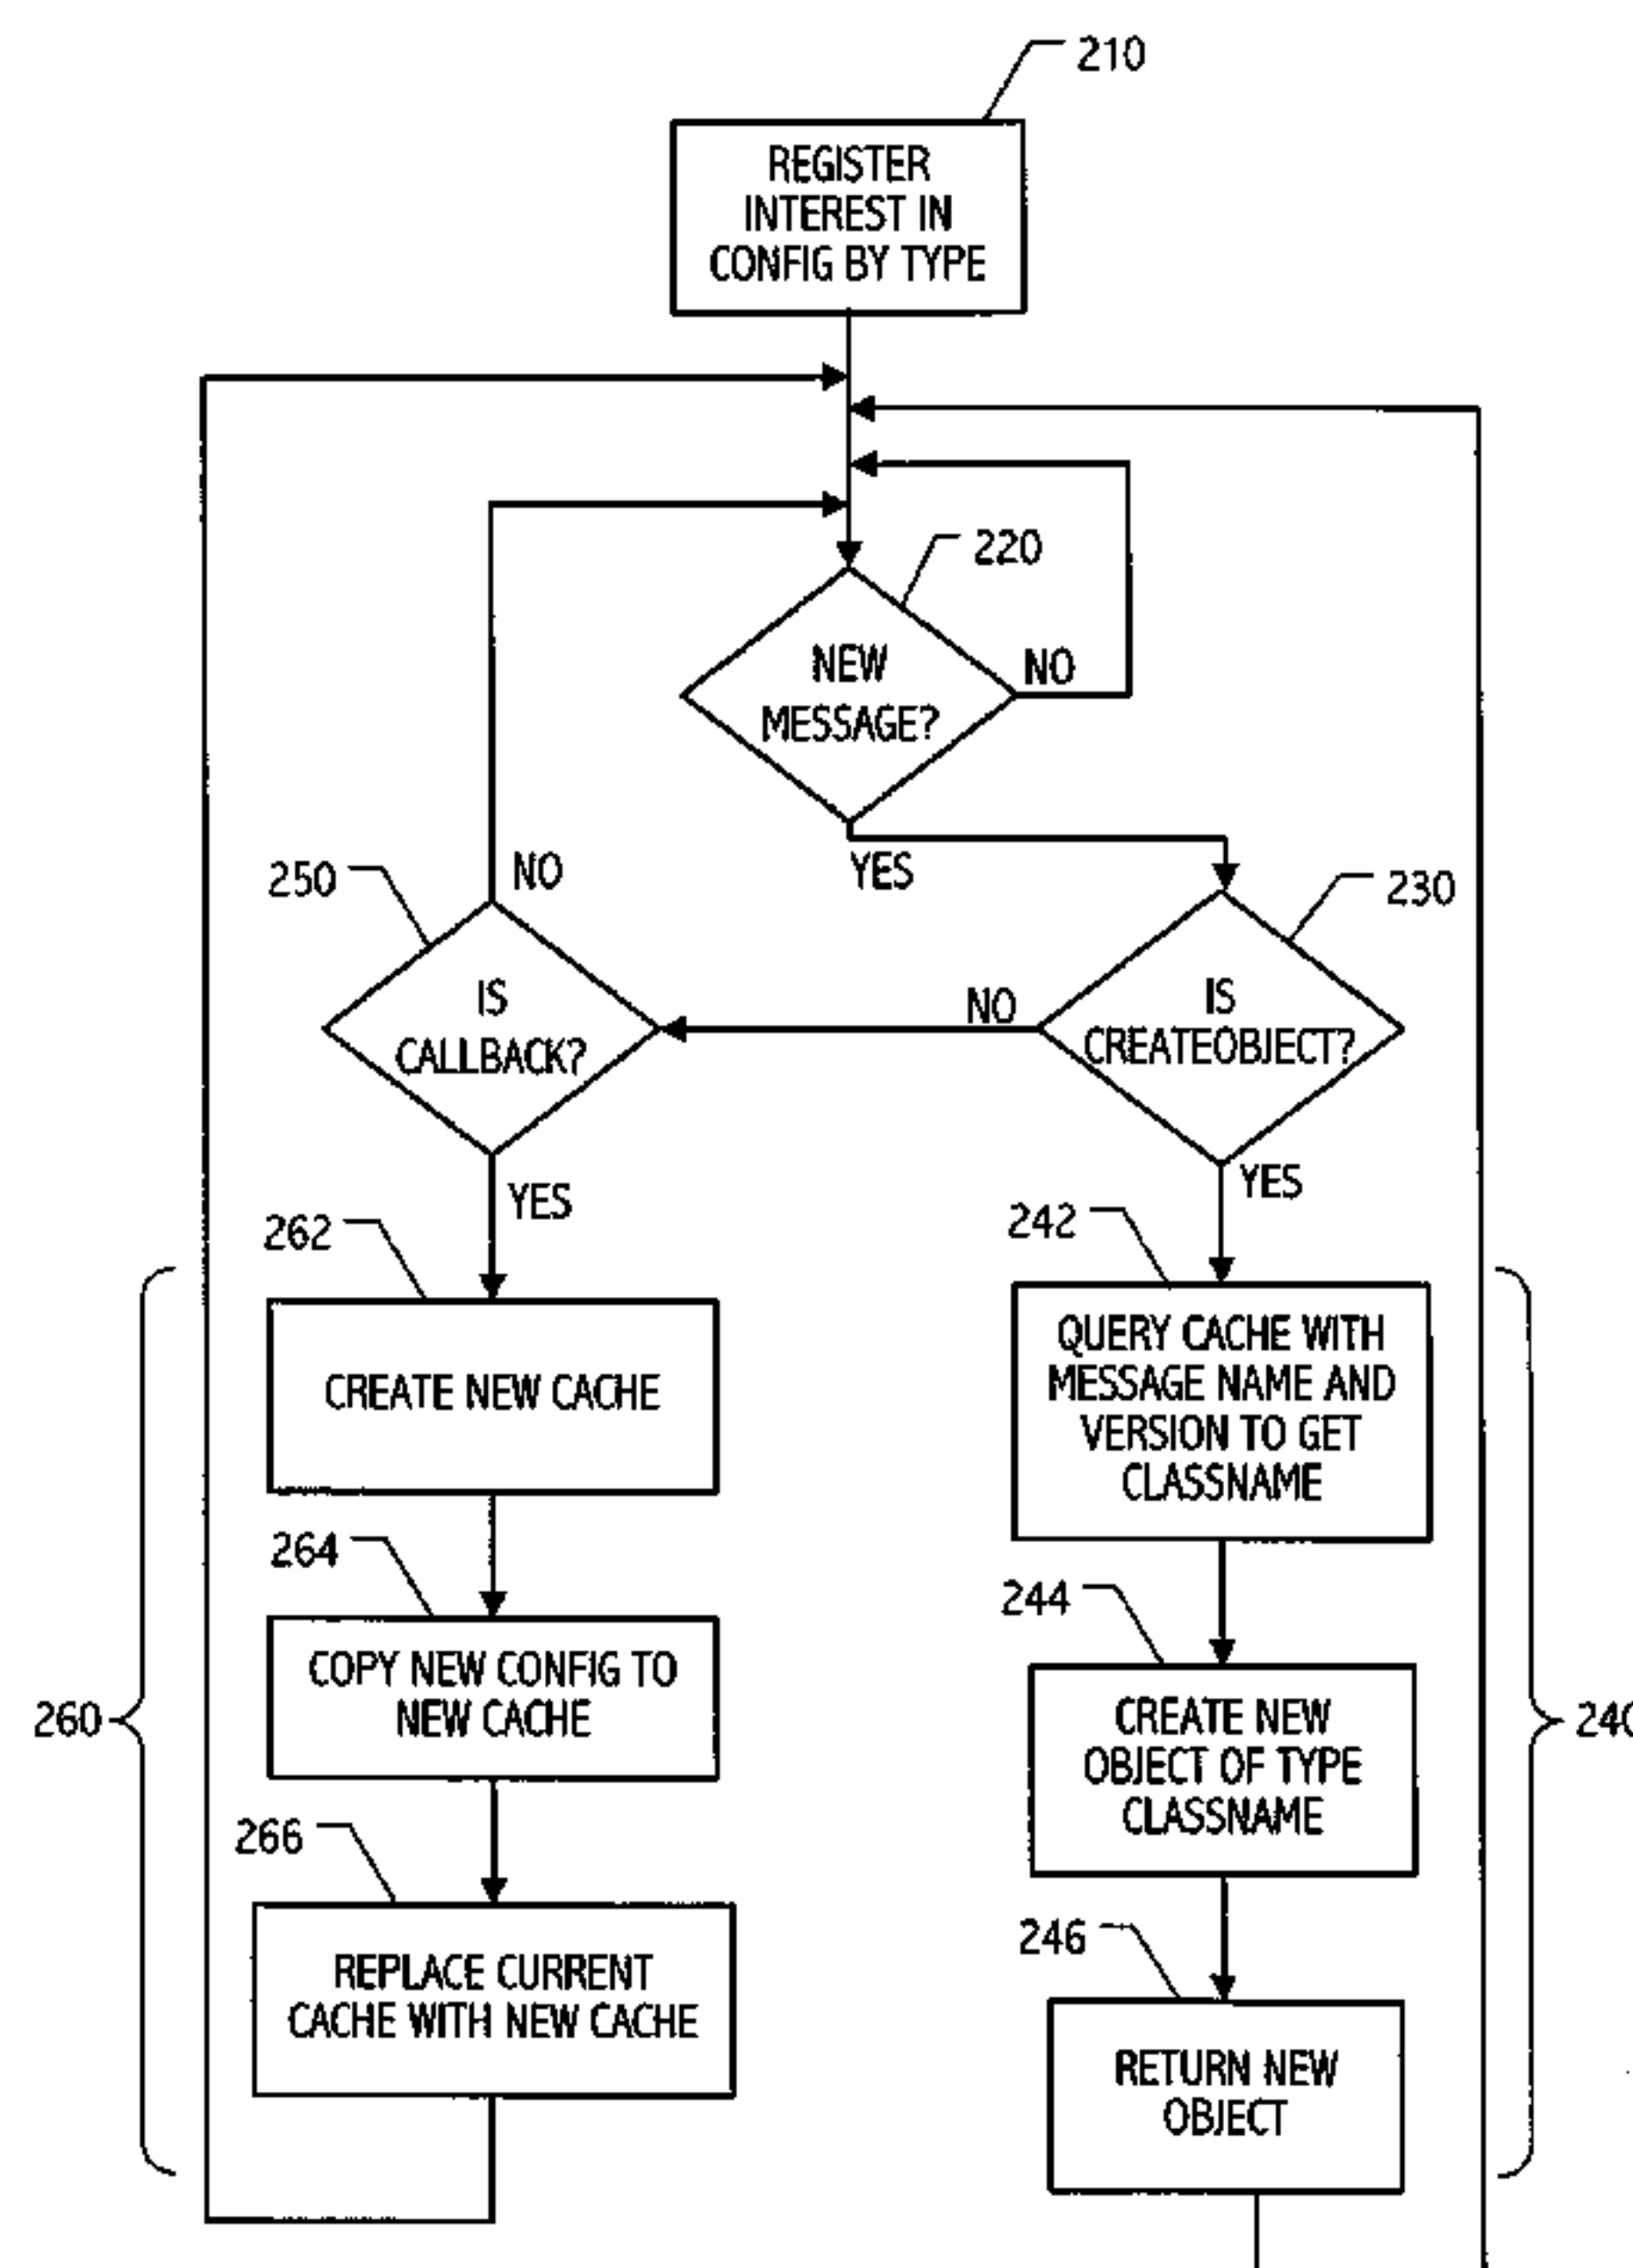 210
REGISTER
INTEREST IN
CONFIG BY TYPE
220
NEW
MESSAGE?
NO
YES
250
NO
230
IS
CALLBACK?
NO
IS
CREATEOBJECT?
YES
YES
262
242
CREATE NEW CACHE
QUERY CACHE WITH
MESSAGE NAME AND
VERSION TO GET
CLASSNAME
264
244
COPY NEW CONFIG TO
NEW CACHE
CREATE NEW
OBJECT OF TYPE
CLASSNAME
260
240
266
246
REPLACE CURRENT
CACHE WITH NEW CACHE
RETURN NEW
OBJECT